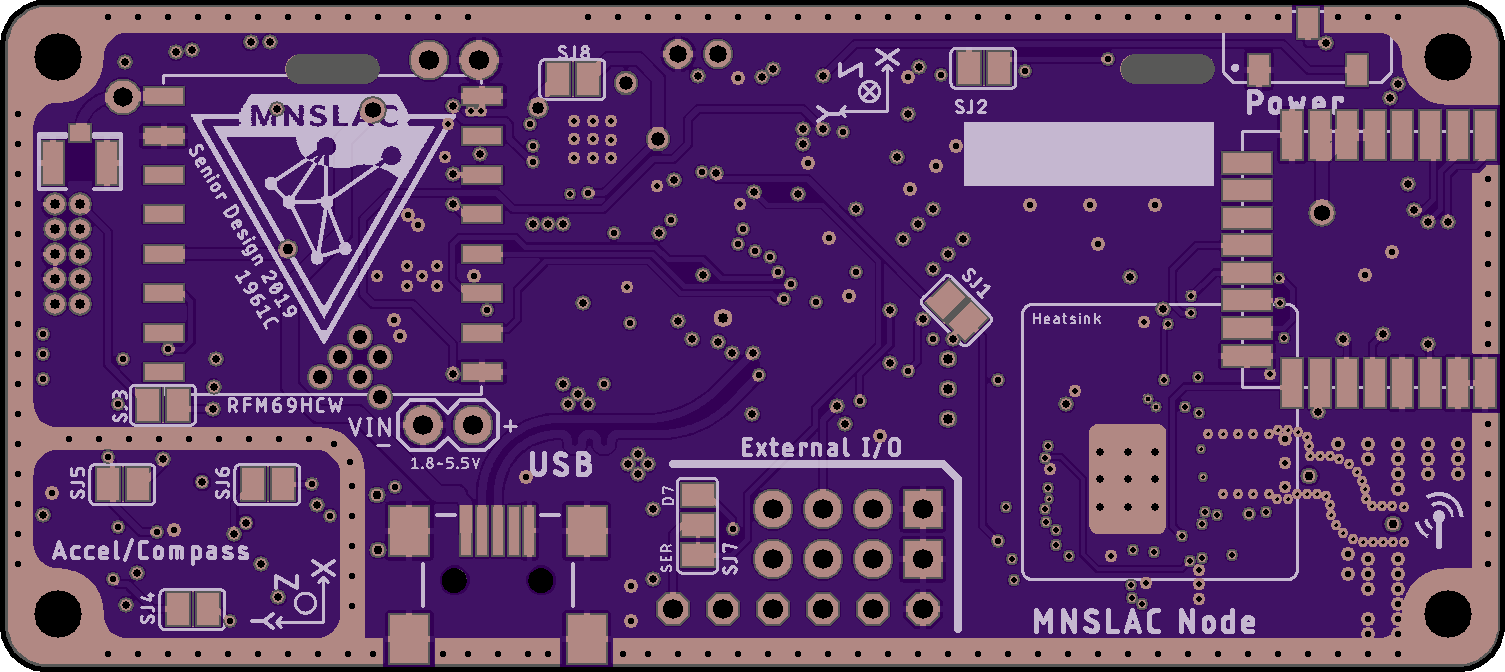 SJ8
X
Z
Y
SJ2
Power
MNSLAC
Senior Design 2019
1961C
SJ1
Heatsink
SJ3
RFM69HCW
VIN
+
−
1.8-5.5V
USB
External I/O
SJ5
SJ6
D7
SER
SJ7
Accel/Compass
X
Z
Y
SJ4
MNSLAC Node